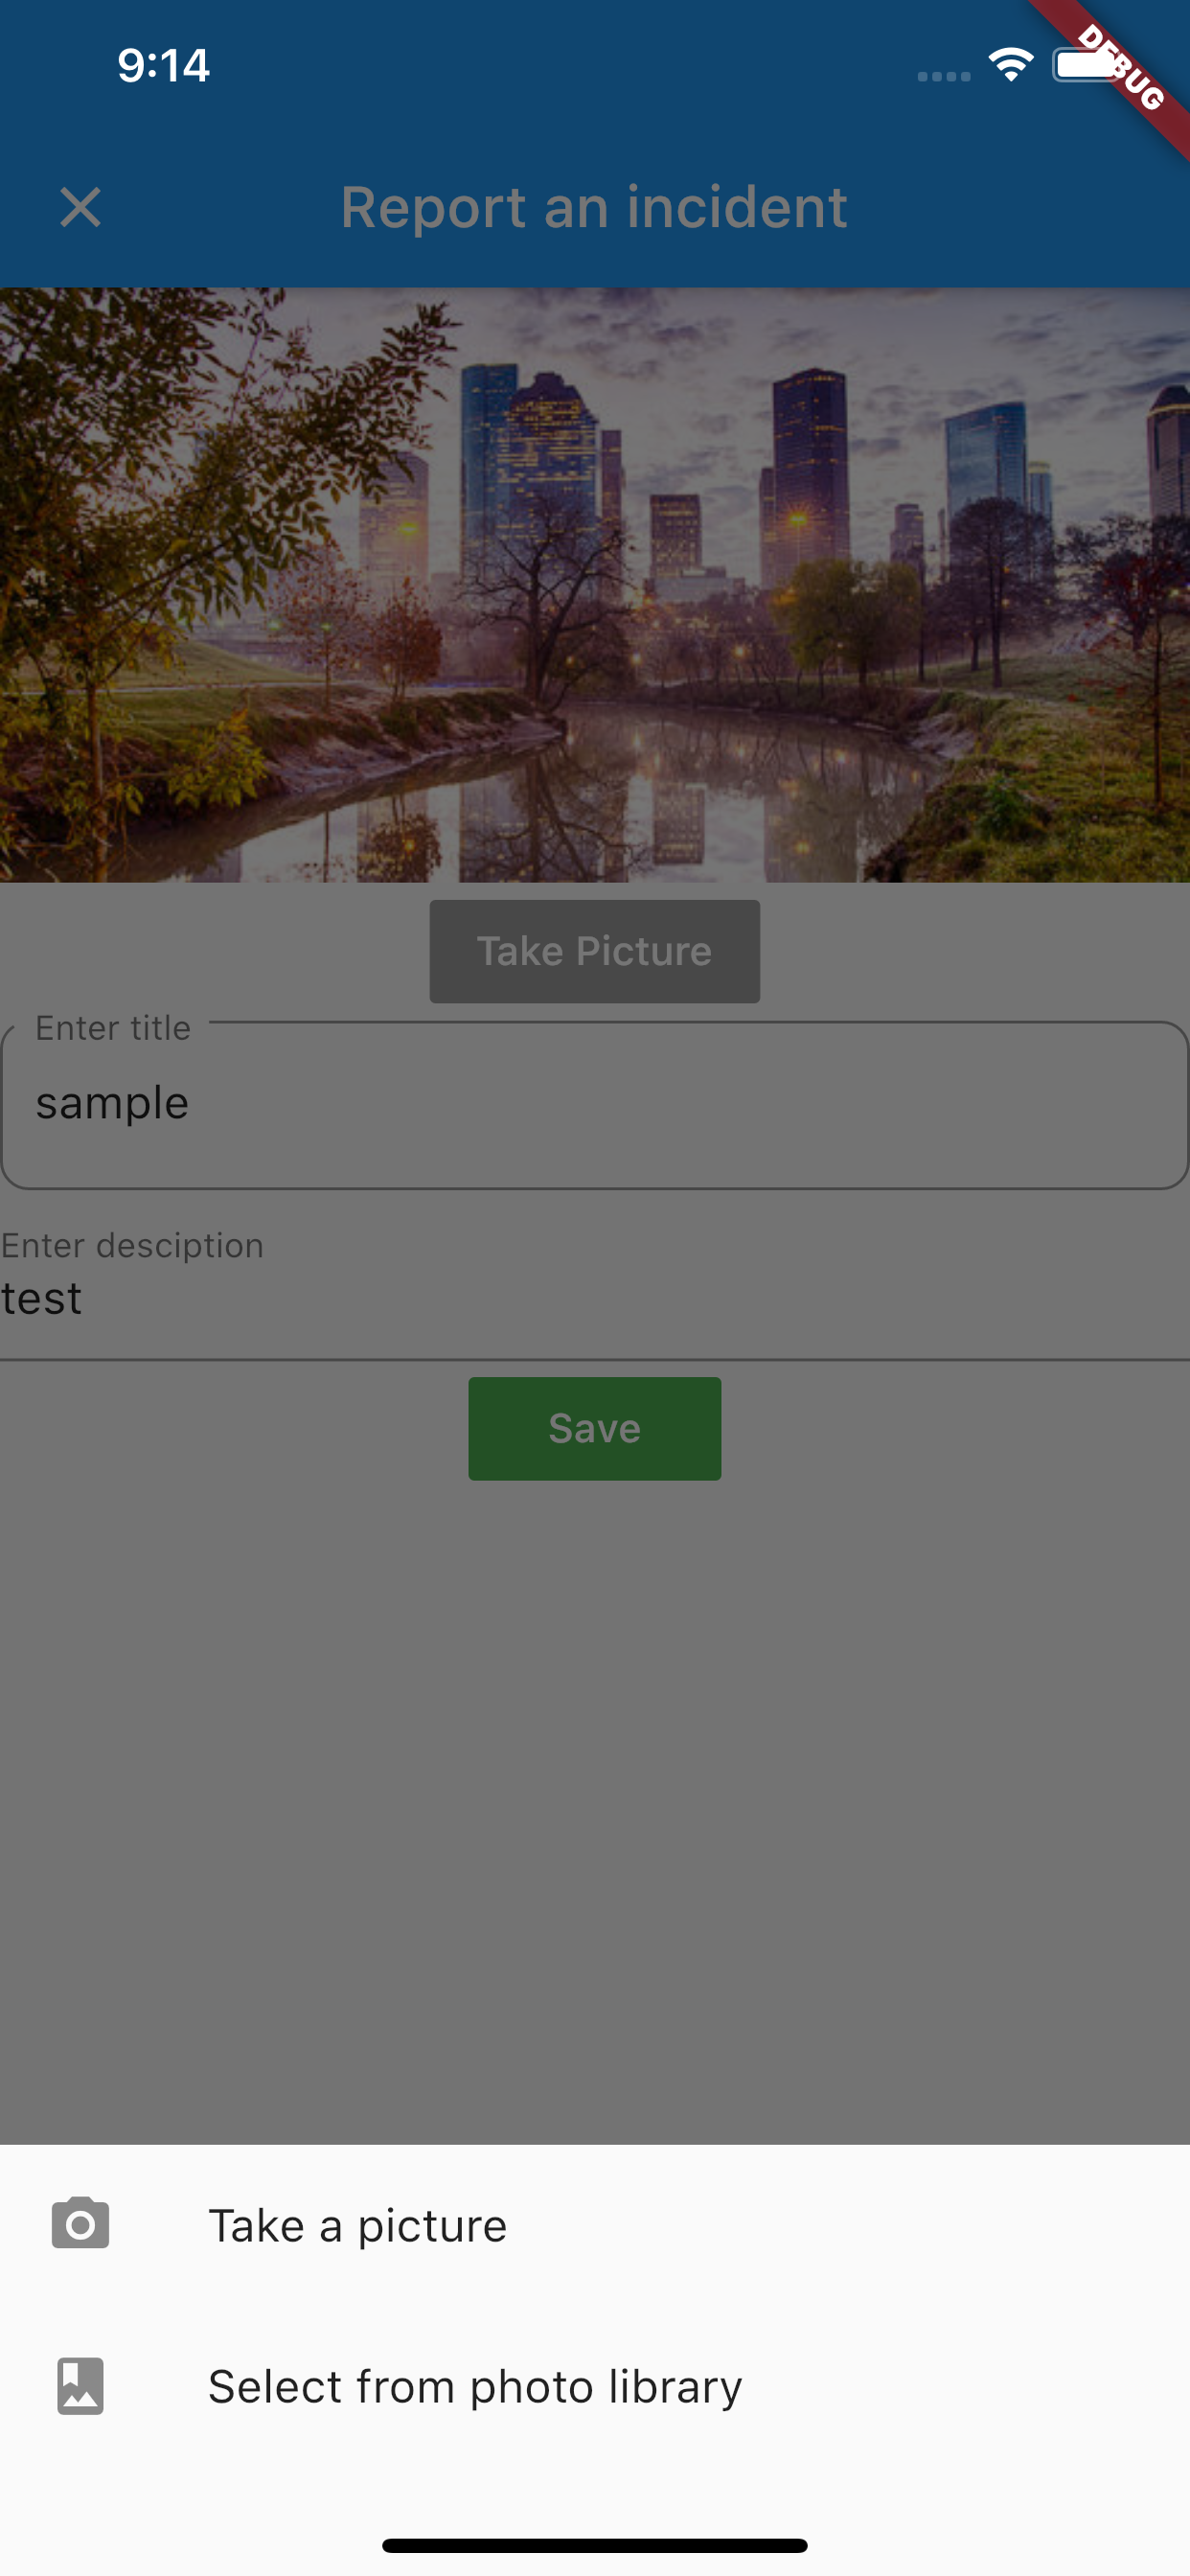 9:14
DEBUG
Report an incident
Take Picture
Enter title
sample
Enter desciption
test
Save
Take a picture
Select from photo library